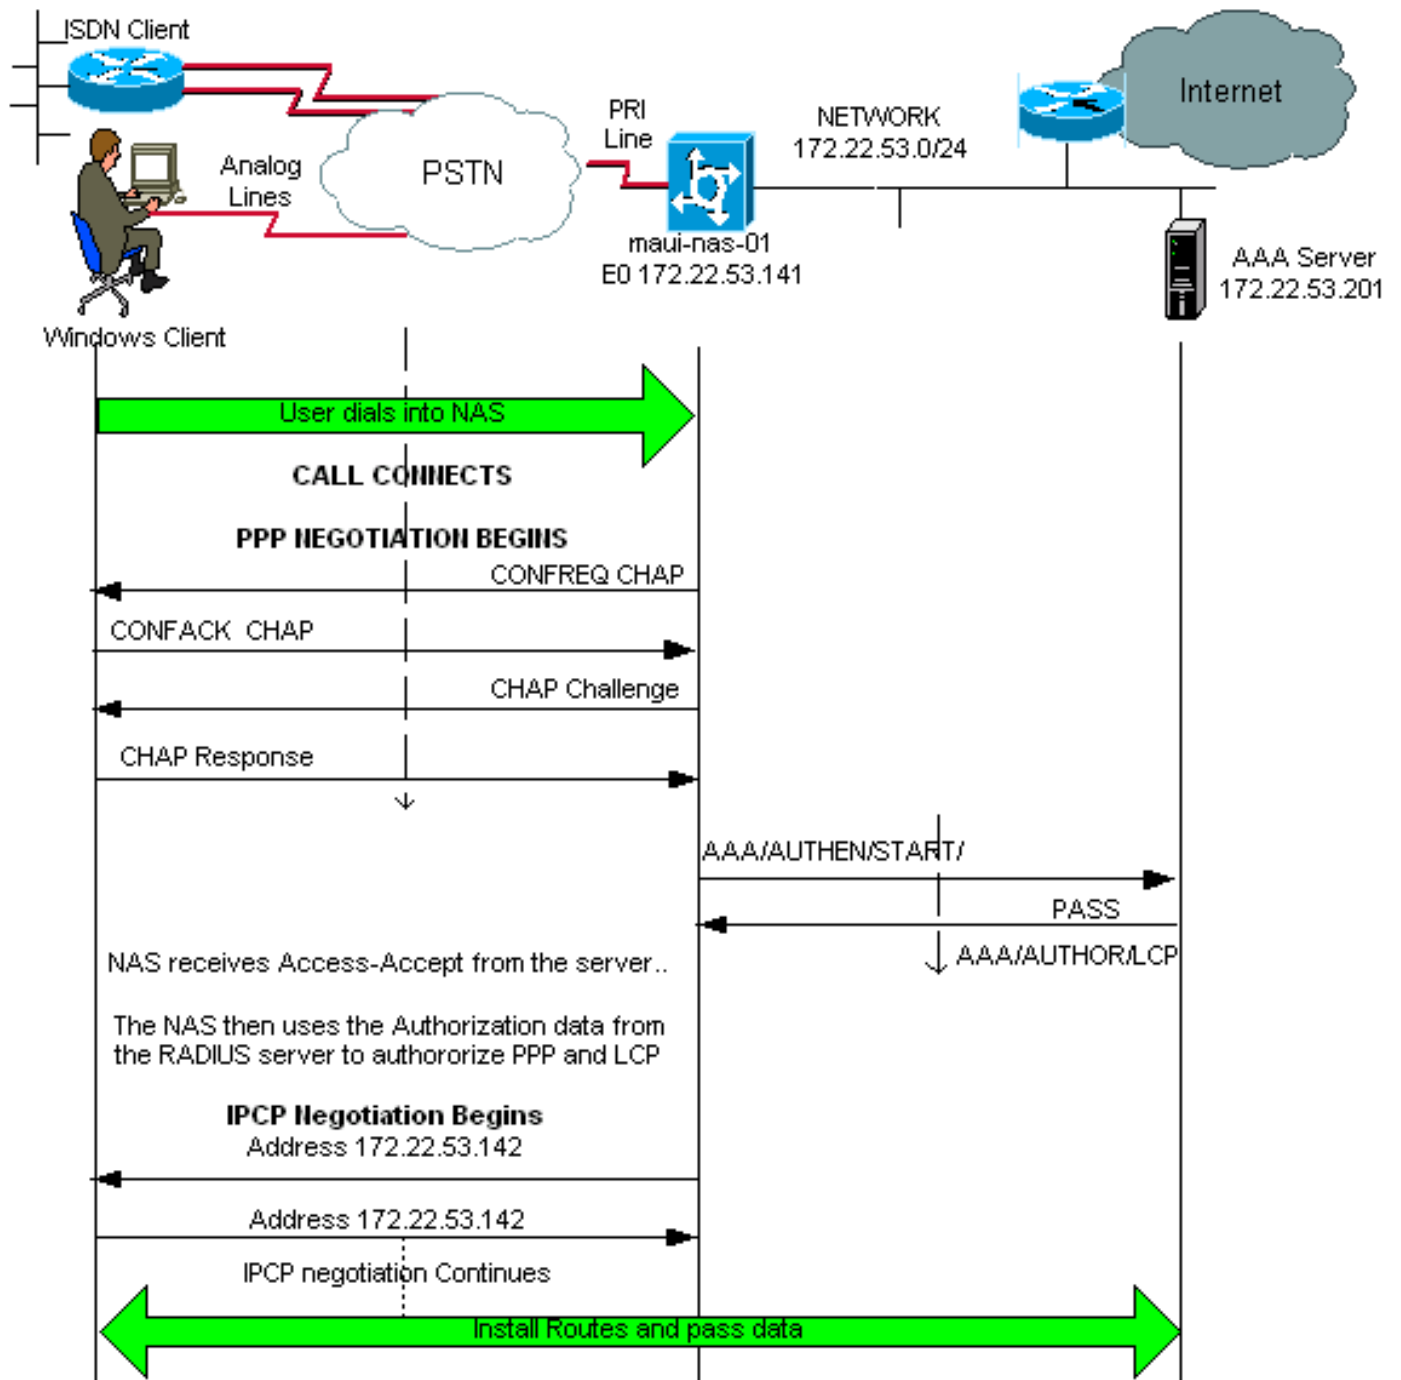 ISDN Client
Internet
PRI
Line
NETWORK
172.22.53.0/24
Analog
Lines
PSTN
maui-nas-01
E0 172.22.53.141
AAA Server
172.22.53.201
Windows Client
User dials into NAS
CALL CONNECTS
PPP NEGOTIATION BEGINS
CONFREQ CHAP
CONFACK CHAP
CHAP Challenge
CHAP Response
AAA/AUTHEN/START/
PASS
AAA/AUTHOR/LCP
NAS receives Access-Accept from the server..
The NAS then uses the Authorization data from
the RADIUS server to authororize PPP and LCP
IPCP Negotiation Begins
Address 172.22.53.142
Address 172.22.53.142
IPCP negotiation Continues
Install Routes and pass data